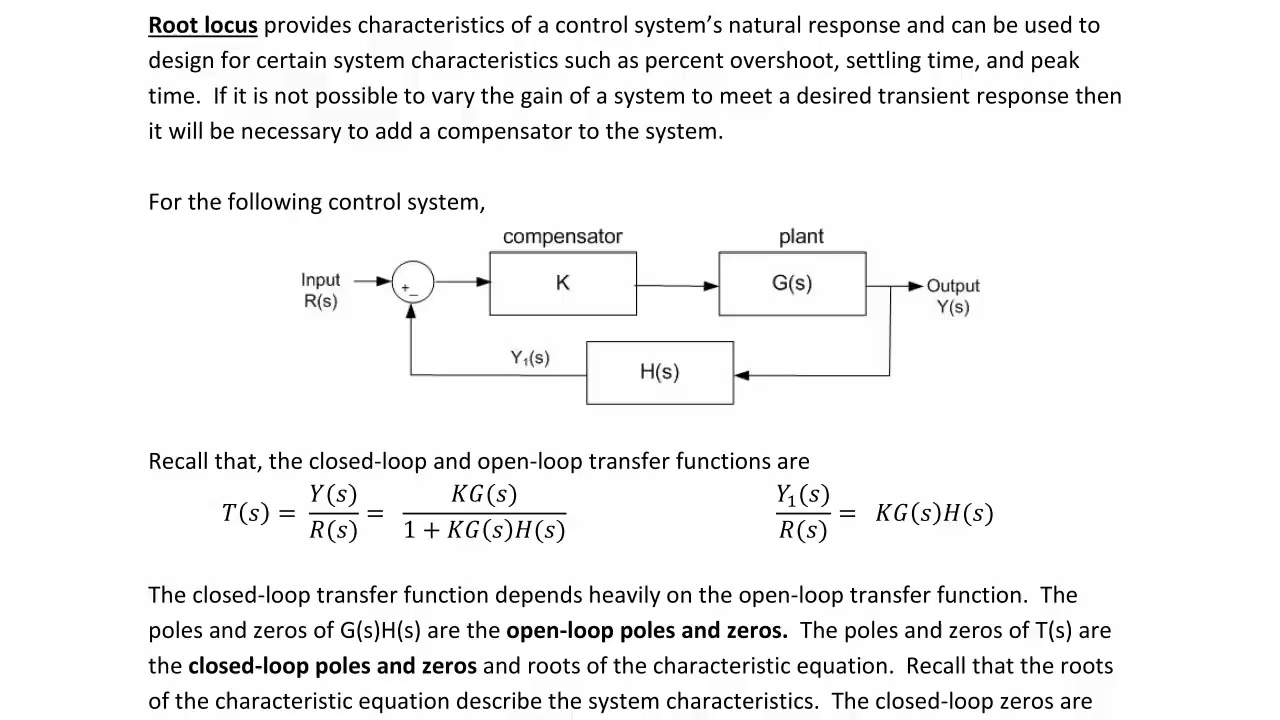 Root locus provides characteristics of a control system’s natural response and can be used to
design for certain system characteristics such as percent overshoot, settling time, and peak
time.  If it is not possible to vary the gain of a system to meet a desired transient response then
it will be necessary to add a compensator to the system.
For the following control system,
compensator plant
Input R(s)
+ −
K
G(s)
Output Y(s)
Y₁(s)
H(s)
Recall that, the closed-loop and open-loop transfer functions are
T(s) = Y(s)/R(s) = KG(s)/(1 + KG(s)H(s))    Y₁(s)/R(s) = KG(s)H(s)
The closed-loop transfer function depends heavily on the open-loop transfer function.  The
poles and zeros of G(s)H(s) are the open-loop poles and zeros.  The poles and zeros of T(s) are
the closed-loop poles and zeros and roots of the characteristic equation.  Recall that the roots
of the characteristic equation describe the system characteristics.  The closed-loop zeros are